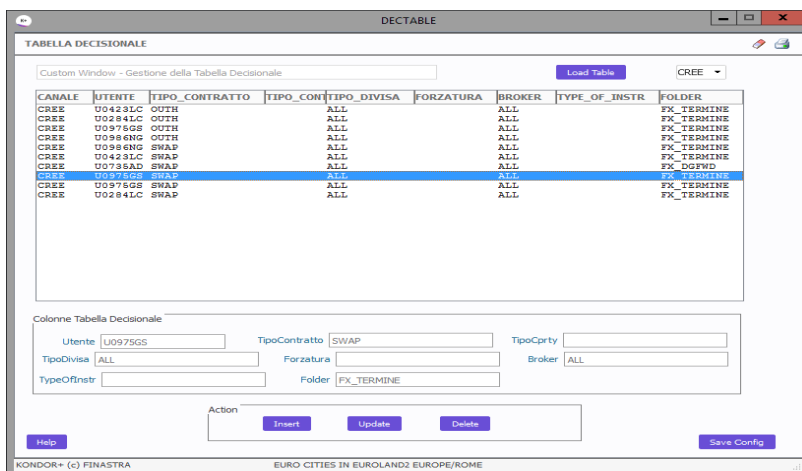 K+ DECTABLE
TABELLA DECISIONALE
Custom Window - Gestione della Tabella Decisionale Load Table CREE
CANALE UTENTE TIPO_CONTRATTO TIPO_CONT TIPO_DIVISA FORZATURA BROKER TYPE_OF_INSTR FOLDER
CREE U0423LC OUTH ALL ALL FX_TERMINE
CREE U0284LC OUTH ALL ALL FX_TERMINE
CREE U0975GS OUTH ALL ALL FX_TERMINE
CREE U0986NG OUTH ALL ALL FX_TERMINE
CREE U0986NG SWAP ALL ALL FX_TERMINE
CREE U0423LC SWAP ALL ALL FX_TERMINE
CREE U0735AD SWAP ALL ALL FX_DGFWD
CREE U0975GS SWAP ALL ALL FX_TERMINE
CREE U0975GS SWAP ALL ALL FX_TERMINE
CREE U0284LC SWAP ALL ALL FX_TERMINE
Colonne Tabella Decisionale
Utente U0975GS TipoContratto SWAP TipoCprty
TipoDivisa ALL Forzatura Broker ALL
TypeOfInstr Folder FX_TERMINE
Action
Insert Update Delete
Help Save Config
KONDOR+ (c) FINASTRA EURO CITIES IN EUROLAND2 EUROPE/ROME